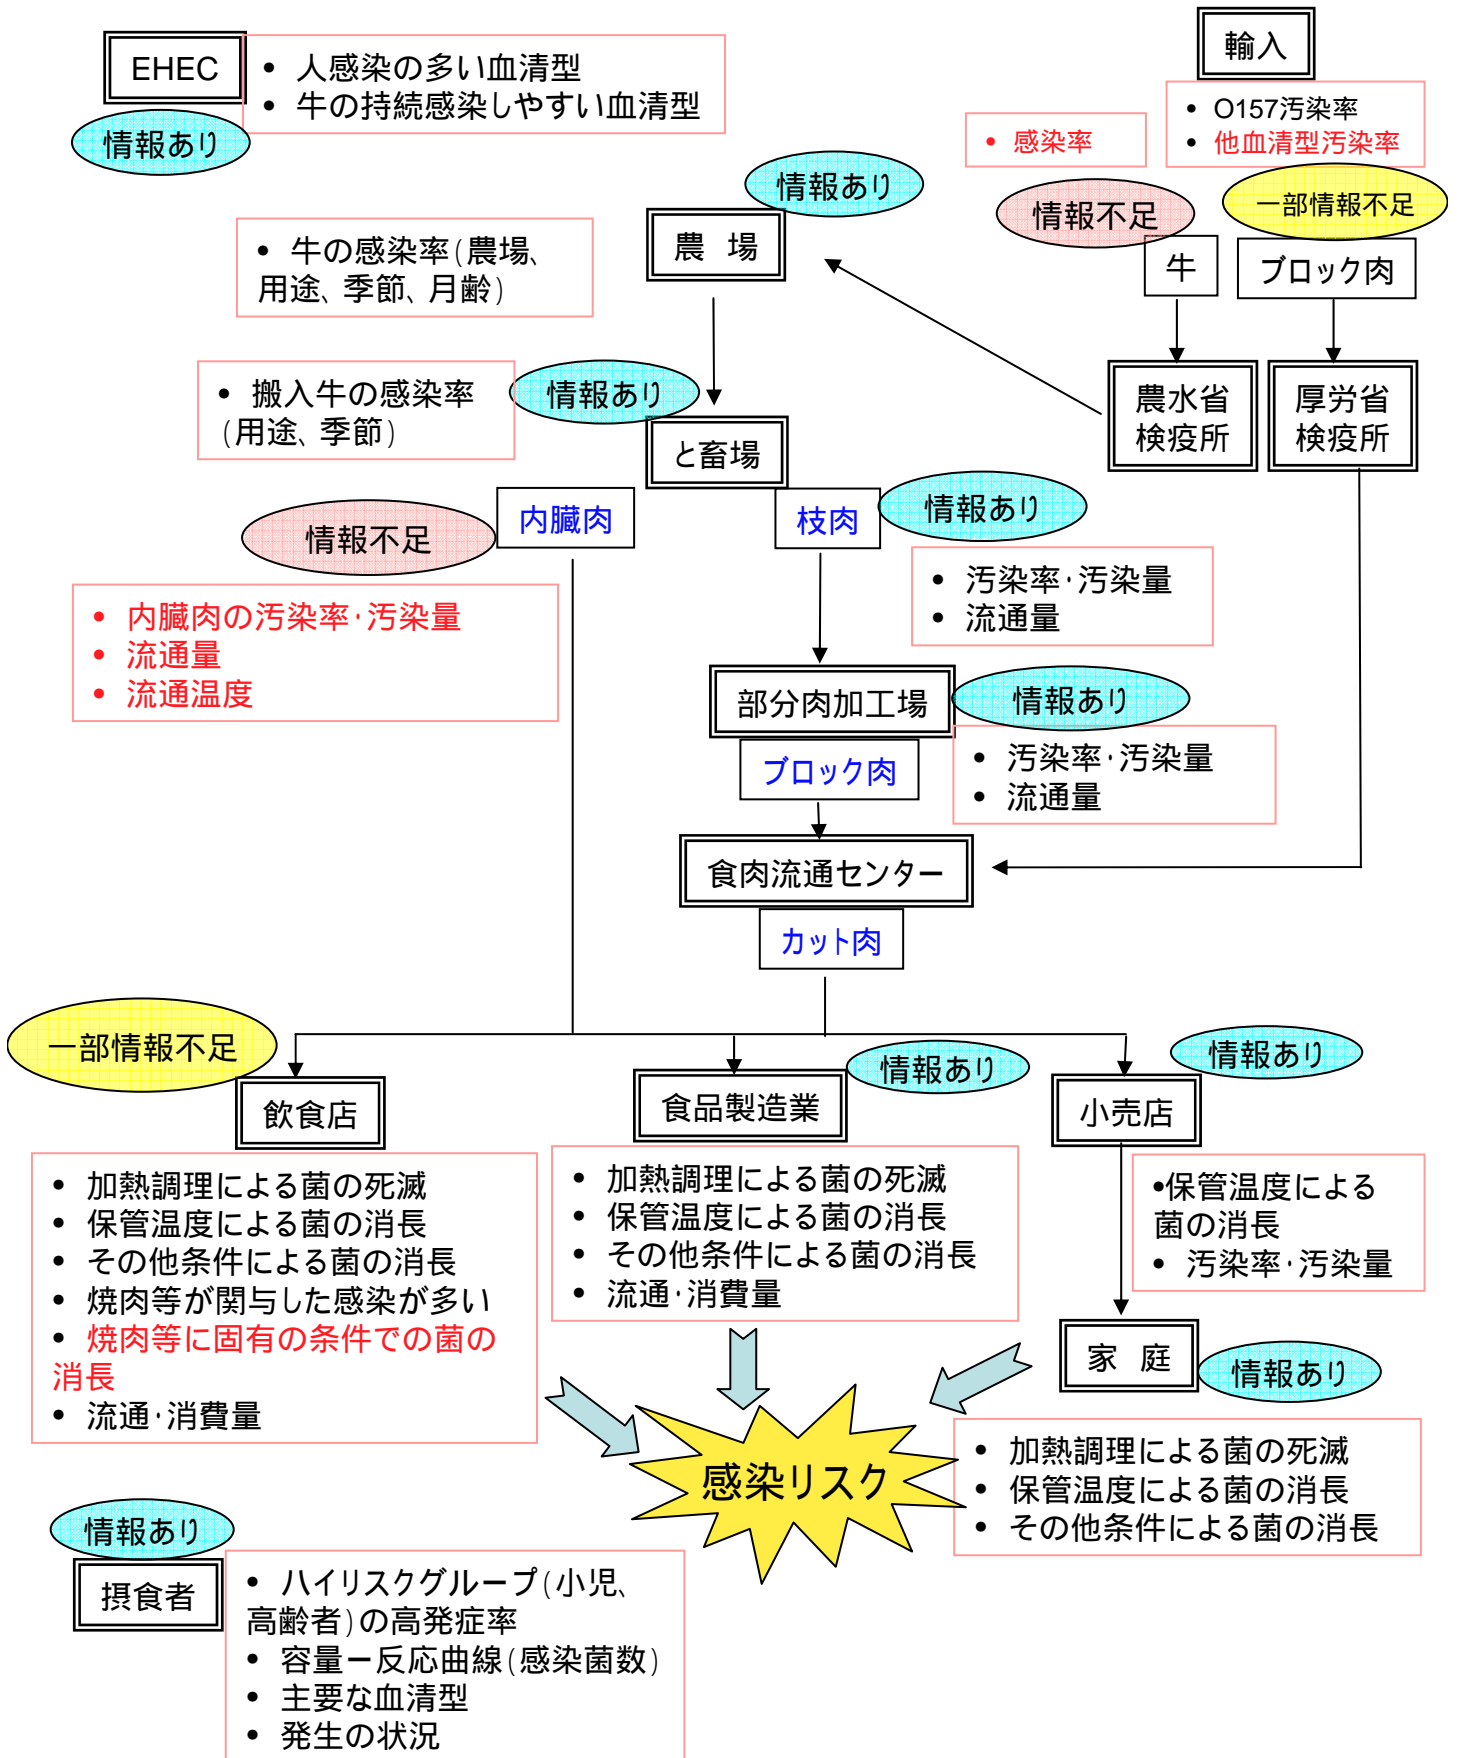 EHEC
• 人感染の多い血清型
• 牛の持続感染しやすい血清型
情報あり
輸入
• O157汚染率
• 他血清型汚染率
• 感染率
情報不足
一部情報不足
牛
ブロック肉
農水省
検疫所
厚労省
検疫所
情報あり
農 場
• 牛の感染率(農場、
用途、季節、月齢)
• 搬入牛の感染率
(用途、季節)
情報あり
と畜場
内臓肉
枝肉
情報あり
情報不足
• 内臓肉の汚染率・汚染量
• 流通量
• 流通温度
• 汚染率・汚染量
• 流通量
部分肉加工場
情報あり
ブロック肉
• 汚染率・汚染量
• 流通量
食肉流通センター
カット肉
一部情報不足
飲食店
• 加熱調理による菌の死滅
• 保管温度による菌の消長
• その他条件による菌の消長
• 焼肉等が関与した感染が多い
• 焼肉等に固有の条件での菌の
消長
• 流通・消費量
情報あり
食品製造業
• 加熱調理による菌の死滅
• 保管温度による菌の消長
• その他条件による菌の消長
• 流通・消費量
情報あり
小売店
•保管温度による
菌の消長
• 汚染率・汚染量
家 庭
情報あり
• 加熱調理による菌の死滅
• 保管温度による菌の消長
• その他条件による菌の消長
感染リスク
情報あり
摂食者
• ハイリスクグループ(小児、
高齢者)の高発症率
• 容量ー反応曲線(感染菌数)
• 主要な血清型
• 発生の状況